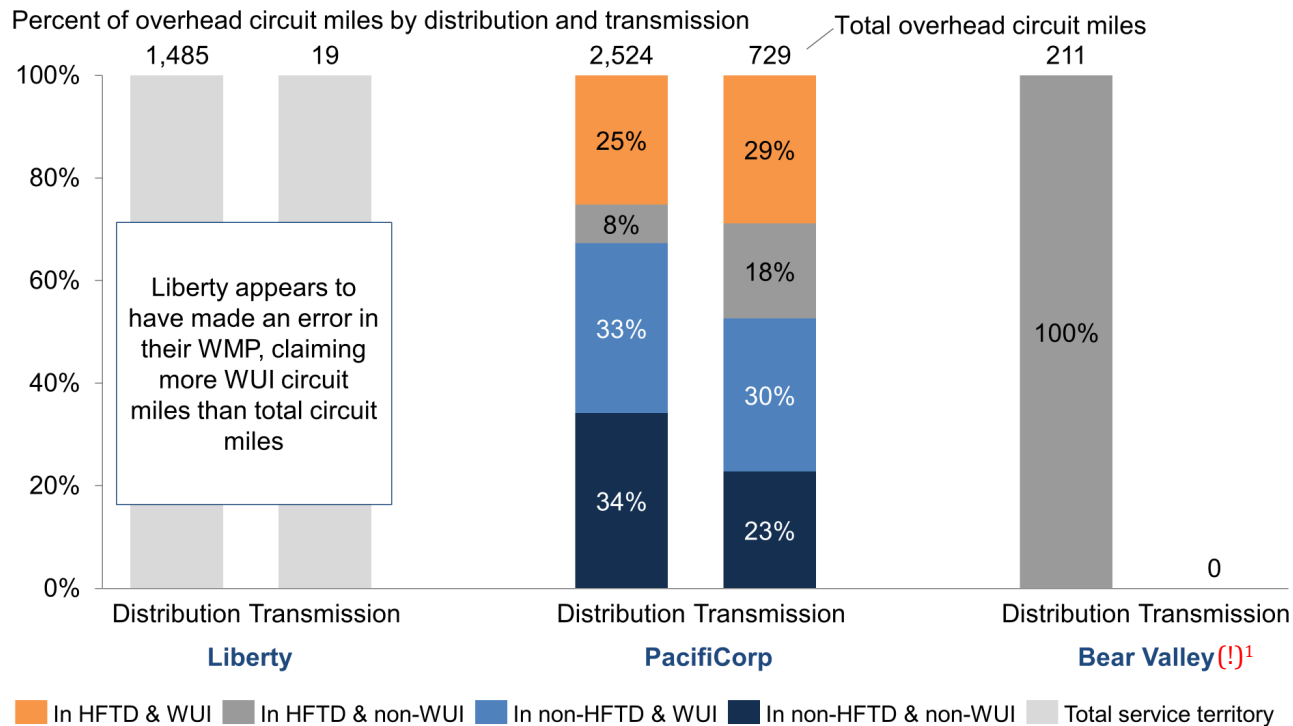 Percent of overhead circuit miles by distribution and transmission
Total overhead circuit miles
1,485
19
2,524
729
211
100%
80%
60%
40%
20%
0%
Liberty appears to
have made an error in
their WMP, claiming
more WUI circuit
miles than total circuit
miles
25%
8%
33%
34%
29%
18%
30%
23%
100%
0
Distribution Transmission
Distribution Transmission
Distribution Transmission
Liberty
PacifiCorp
Bear Valley(!)¹
In HFTD & WUI
In HFTD & non-WUI
In non-HFTD & WUI
In non-HFTD & non-WUI
Total service territory